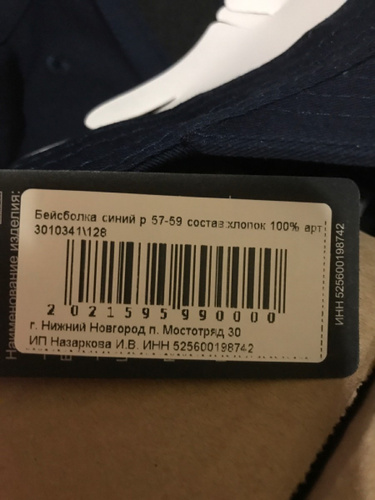 Бейсболка синий р 57-59 состав:хлопок 100% арт
3010341\128
2021595990000
г. Нижний Новгород п. Мостотряд 30
ИП Назаркова И.В. ИНН 525600198742
Наименование изделия:
ИНН 525600198742